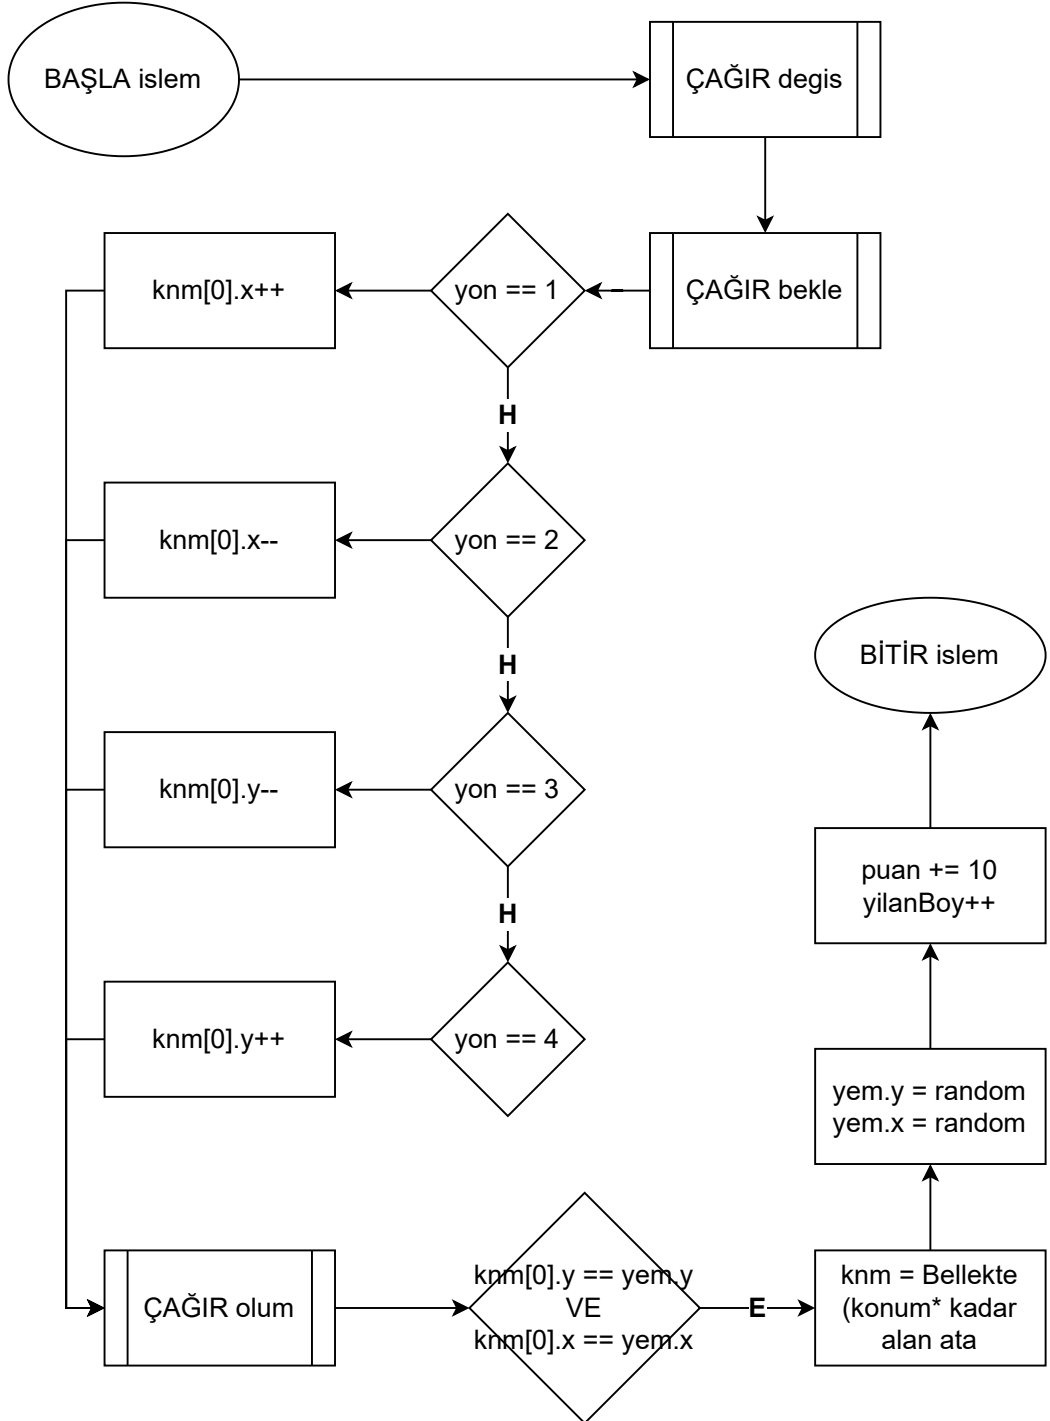 BAŞLA islem
ÇAĞIR degis
ÇAĞIR bekle
yon == 1
knm[0].x++
H
yon == 2
knm[0].x--
H
yon == 3
knm[0].y--
H
yon == 4
knm[0].y++
ÇAĞIR olum
knm[0].y == yem.y
VE
knm[0].x == yem.x
E
knm = Bellekte
(konum* kadar
alan ata
yem.y = random
yem.x = random
puan += 10
yilanBoy++
BİTİR islem